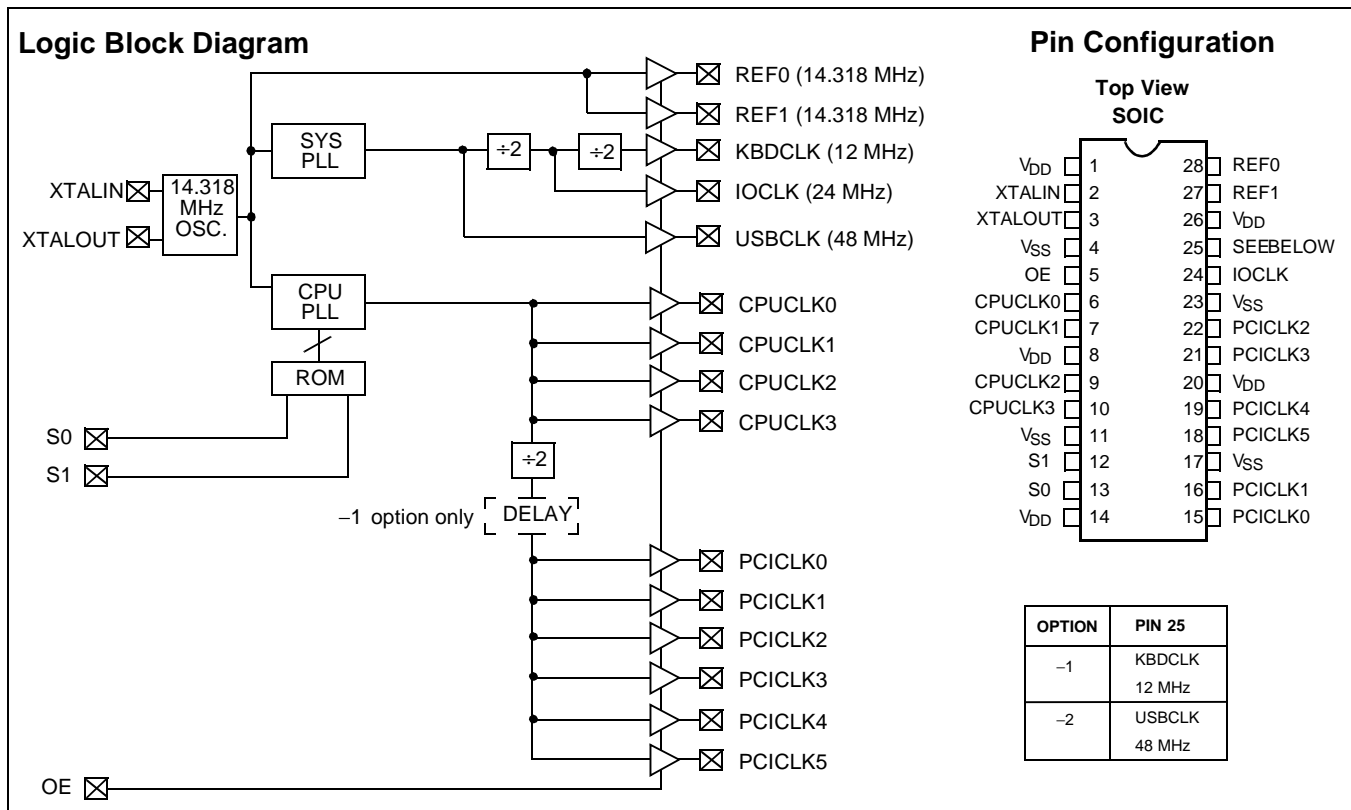 Logic Block Diagram
REF0 (14.318 MHz)
REF1 (14.318 MHz)
SYS
PLL
÷2
÷2
KBDCLK (12 MHz)
IOCLK (24 MHz)
USBCLK (48 MHz)
XTALIN
XTALOUT
14.318
MHz
OSC.
CPU
PLL
ROM
CPUCLK0
CPUCLK1
CPUCLK2
CPUCLK3
S0
S1
÷2
–1 option only
DELAY
PCICLK0
PCICLK1
PCICLK2
PCICLK3
PCICLK4
PCICLK5
OE
Pin Configuration
Top View
SOIC
VDD 1 28 REF0
XTALIN 2 27 REF1
XTALOUT 3 26 VDD
VSS 4 25 SEEBELOW
OE 5 24 IOCLK
CPUCLK0 6 23 VSS
CPUCLK1 7 22 PCICLK2
VDD 8 21 PCICLK3
CPUCLK2 9 20 VDD
CPUCLK3 10 19 PCICLK4
VSS 11 18 PCICLK5
S1 12 17 VSS
S0 13 16 PCICLK1
VDD 14 15 PCICLK0
OPTION PIN 25
–1 KBDCLK
12 MHz
–2 USBCLK
48 MHz